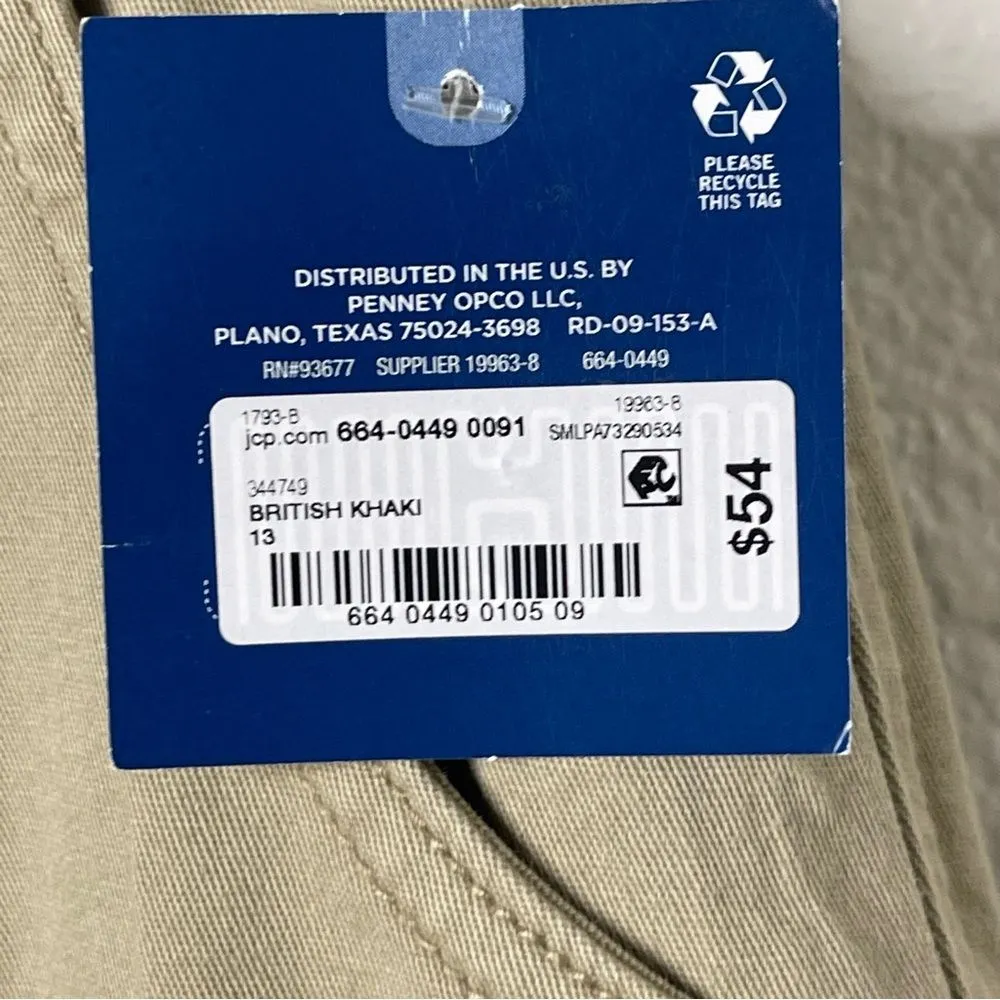 PLEASE
RECYCLE
THIS TAG
DISTRIBUTED IN THE U.S. BY
PENNEY OPCO LLC,
PLANO, TEXAS 75024-3698 RD-09-153-A
RN#93677 SUPPLIER 19963-8 664-0449
1793-8 19963-8
jcp.com 664-0449 0091 SMLPA73290534
344749
BRITISH KHAKI
13
$54
664 0449 0105 09